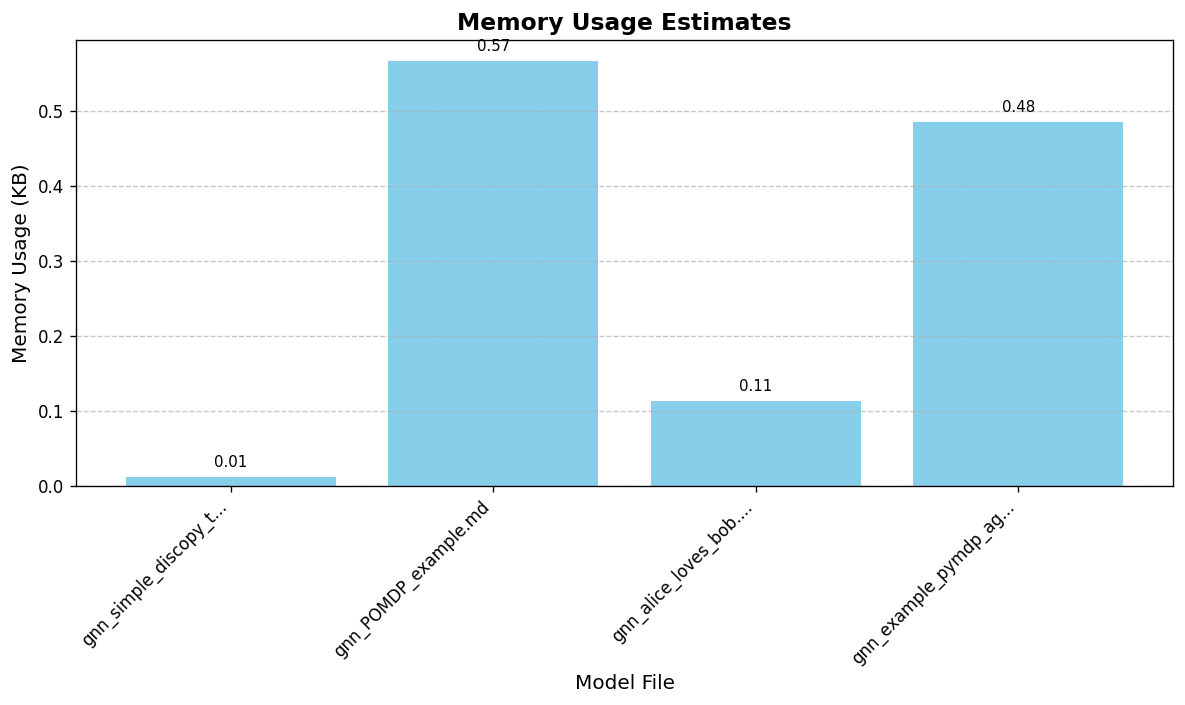 Memory Usage Estimates
Memory Usage (KB)
0.5
0.4
0.3
0.2
0.1
0.0
0.01
0.57
0.11
0.48
gnn_simple_discopy_t...
gnn_POMDP_example.md
gnn_alice_loves_bob....
gnn_example_pymdp_ag...
Model File